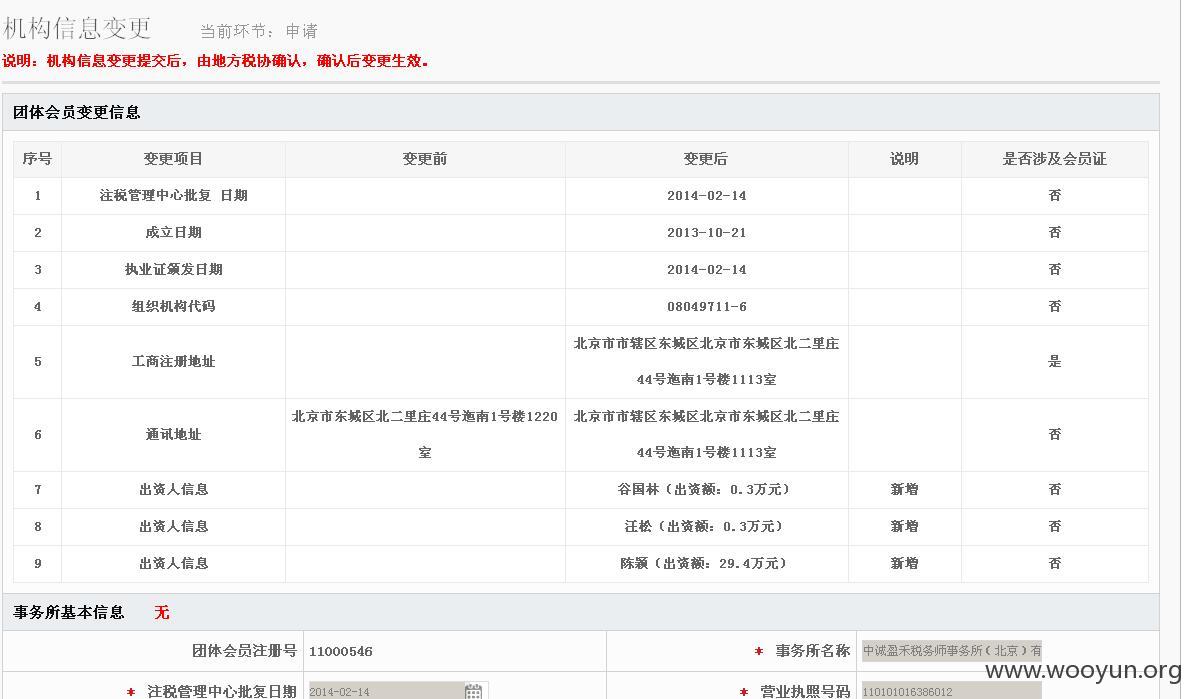 机构信息变更 当前环节：申请
说明：机构信息变更提交后，由地方税协确认，确认后变更生效。
团体会员变更信息
序号 变更项目 变更前 变更后 说明 是否涉及会员证
1 注税管理中心批复 日期 2014-02-14 否
2 成立日期 2013-10-21 否
3 执业证颁发日期 2014-02-14 否
4 组织机构代码 08049711-6 否
5 工商注册地址 北京市市辖区东城区北京市东城区北二里庄 是
44号迤南1号楼1113室
6 通讯地址 北京市东城区北二里庄44号迤南1号楼1220 北京市市辖区东城区北京市东城区北二里庄 否
室 44号迤南1号楼1113室
7 出资人信息 谷国林（出资额：0.3万元） 新增 否
8 出资人信息 汪松（出资额：0.3万元） 新增 否
9 出资人信息 陈颖（出资额：29.4万元） 新增 否
事务所基本信息 无
团体会员注册号 11000546 * 事务所名称 中诚盈禾税务师事务所（北京）有
* 注税管理中心批复日期 2014-02-14 * 营业执照号码 110101016386012
www.wooyun.org